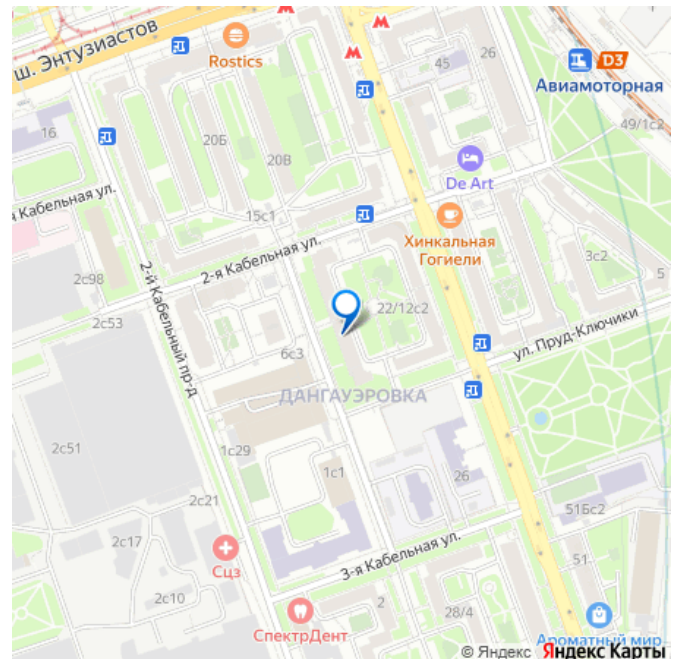 ш. Энтузиастов
Rostics
M
M
45
26
D3
Авиамоторная
49/1с2
16
20Б
20В
De Art
я Кабельная ул.
15с1
Хинкальная
Гогиели
2-я Кабельная ул.
3с2
5
2с98
2-й Кабельный пр-д
22/12с2
2с53
ул. Пруд-Ключики
6с3
ДАНГАУЭРОВКА
2с51
1с29
1с1
26
2с21
51Бс2
2с17
3-я Кабельная ул.
Сцз
51
2с10
2
28/4
СпектрДент
Ароматный мир
© Яндекс Яндекс Карты